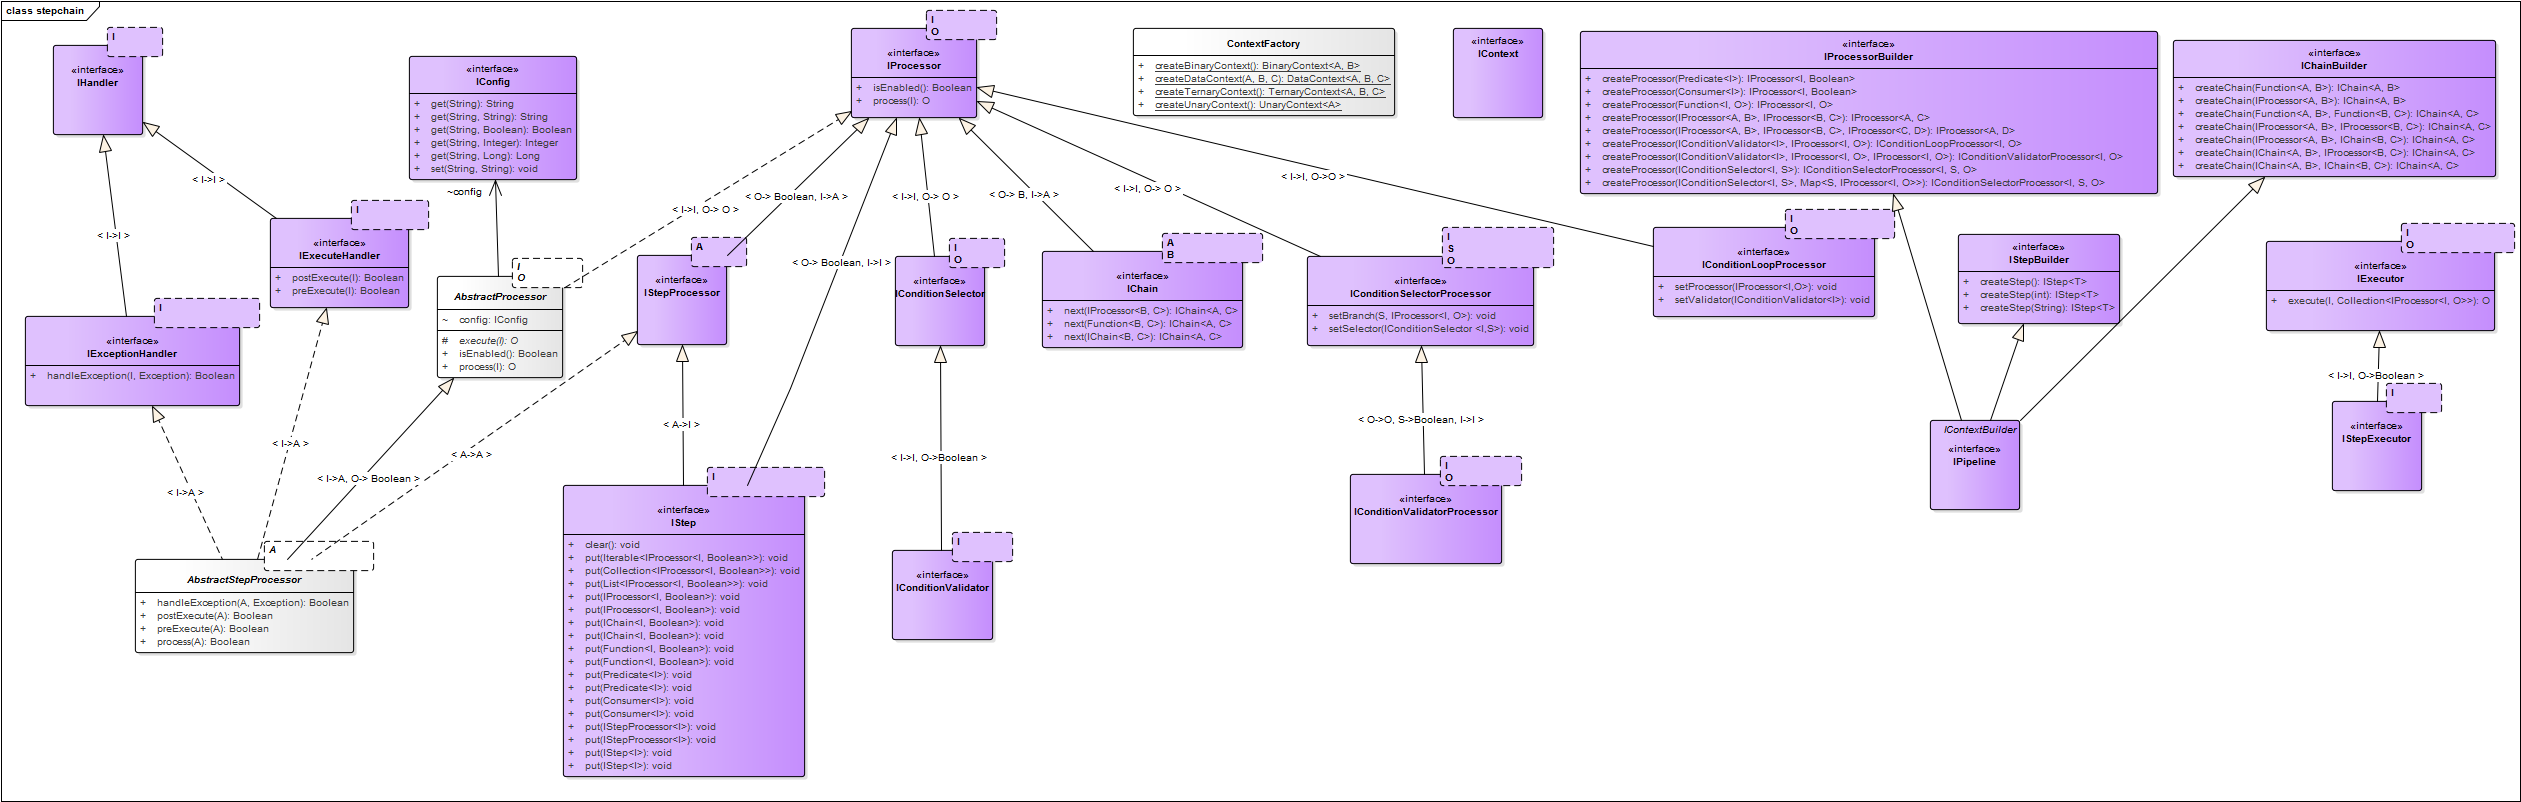 class stepchain
I
«interface»
IHandler
«interface»
IConfig
+ get(String): String
+ get(String, String): String
+ get(String, Boolean): Boolean
+ get(String, Integer): Integer
+ get(String, Long): Long
+ set(String, String): void
I
O
«interface»
IProcessor
+ isEnabled(): Boolean
+ process(I): O
ContextFactory
+ createBinaryContext(): BinaryContext<A, B>
+ createDataContext(A, B, C): DataContext<A, B, C>
+ createTernaryContext(): TernaryContext<A, B, C>
+ createUnaryContext(): UnaryContext<A>
«interface»
IContext
«interface»
IProcessorBuilder
+ createProcessor(Predicate<I>): IProcessor<I, Boolean>
+ createProcessor(Consumer<I>): IProcessor<I, Boolean>
+ createProcessor(Function<I, O>): IProcessor<I, O>
+ createProcessor(IProcessor<A, B>, IProcessor<B, C>): IProcessor<A, C>
+ createProcessor(IProcessor<A, B>, IProcessor<B, C>, IProcessor<C, D>): IProcessor<A, D>
+ createProcessor(IConditionValidator<I>, IProcessor<I, O>): IConditionLoopProcessor<I, O>
+ createProcessor(IConditionValidator<I>, IProcessor<I, O>, IProcessor<I, O>): IConditionValidatorProcessor<I, O>
+ createProcessor(IConditionSelector<I, S>): IConditionSelectorProcessor<I, S, O>
+ createProcessor(IConditionSelector<I, S>, Map<S, IProcessor<I, O>>): IConditionSelectorProcessor<I, S, O>
«interface»
IChainBuilder
+ createChain(Function<A, B>): IChain<A, B>
+ createChain(IProcessor<A, B>): IChain<A, B>
+ createChain(Function<A, B>, Function<B, C>): IChain<A, C>
+ createChain(IProcessor<A, B>, IProcessor<B, C>): IChain<A, C>
+ createChain(IProcessor<A, B>, IChain<B, C>): IChain<A, C>
+ createChain(IChain<A, B>, IProcessor<B, C>): IChain<A, C>
+ createChain(IChain<A, B>, IChain<B, C>): IChain<A, C>
< I->I >
< I->I >
~config
< I->I, O-> O >
< O-> Boolean, I->A >
< O-> Boolean, I->I >
< I->I, O-> O >
< O-> B, I->A >
< I->I, O-> O >
< I->I, O->O >
I
«interface»
IExecuteHandler
+ postExecute(I): Boolean
+ preExecute(I): Boolean
I
«interface»
IExceptionHandler
+ handleException(I, Exception): Boolean
I
O
AbstractProcessor
~ config: IConfig
# execute(I): O
+ isEnabled(): Boolean
+ process(I): O
A
«interface»
IStepProcessor
I
O
«interface»
IConditionSelector
A
B
«interface»
IChain
+ next(IProcessor<B, C>): IChain<A, C>
+ next(Function<B, C>): IChain<A, C>
+ next(IChain<B, C>): IChain<A, C>
I
S
O
«interface»
IConditionSelectorProcessor
+ setBranch(S, IProcessor<I, O>): void
+ setSelector(IConditionSelector <I,S>): void
I
O
«interface»
IConditionLoopProcessor
+ setProcessor(IProcessor<I,O>): void
+ setValidator(IConditionValidator<I>): void
«interface»
IStepBuilder
+ createStep(): IStep<T>
+ createStep(int): IStep<T>
+ createStep(String): IStep<T>
I
O
«interface»
IExecutor
+ execute(I, Collection<IProcessor<I, O>>): O
< I->I, O->Boolean >
I
«interface»
IStepExecutor
IContextBuilder
«interface»
IPipeline
< O->O, S->Boolean, I->I >
I
O
«interface»
IConditionValidatorProcessor
< I->I, O->Boolean >
I
«interface»
IConditionValidator
< A->I >
I
«interface»
IStep
+ clear(): void
+ put(Iterable<IProcessor<I, Boolean>>): void
+ put(Collection<IProcessor<I, Boolean>>): void
+ put(List<IProcessor<I, Boolean>>): void
+ put(IProcessor<I, Boolean>): void
+ put(IProcessor<I, Boolean>): void
+ put(IChain<I, Boolean>): void
+ put(IChain<I, Boolean>): void
+ put(Function<I, Boolean>): void
+ put(Function<I, Boolean>): void
+ put(Predicate<I>): void
+ put(Predicate<I>): void
+ put(Consumer<I>): void
+ put(Consumer<I>): void
+ put(IStepProcessor<I>): void
+ put(IStepProcessor<I>): void
+ put(IStep<I>): void
+ put(IStep<I>): void
< I->A >
< I->A >
< I->A, O-> Boolean >
< A->A >
A
AbstractStepProcessor
+ handleException(A, Exception): Boolean
+ postExecute(A): Boolean
+ preExecute(A): Boolean
+ process(A): Boolean